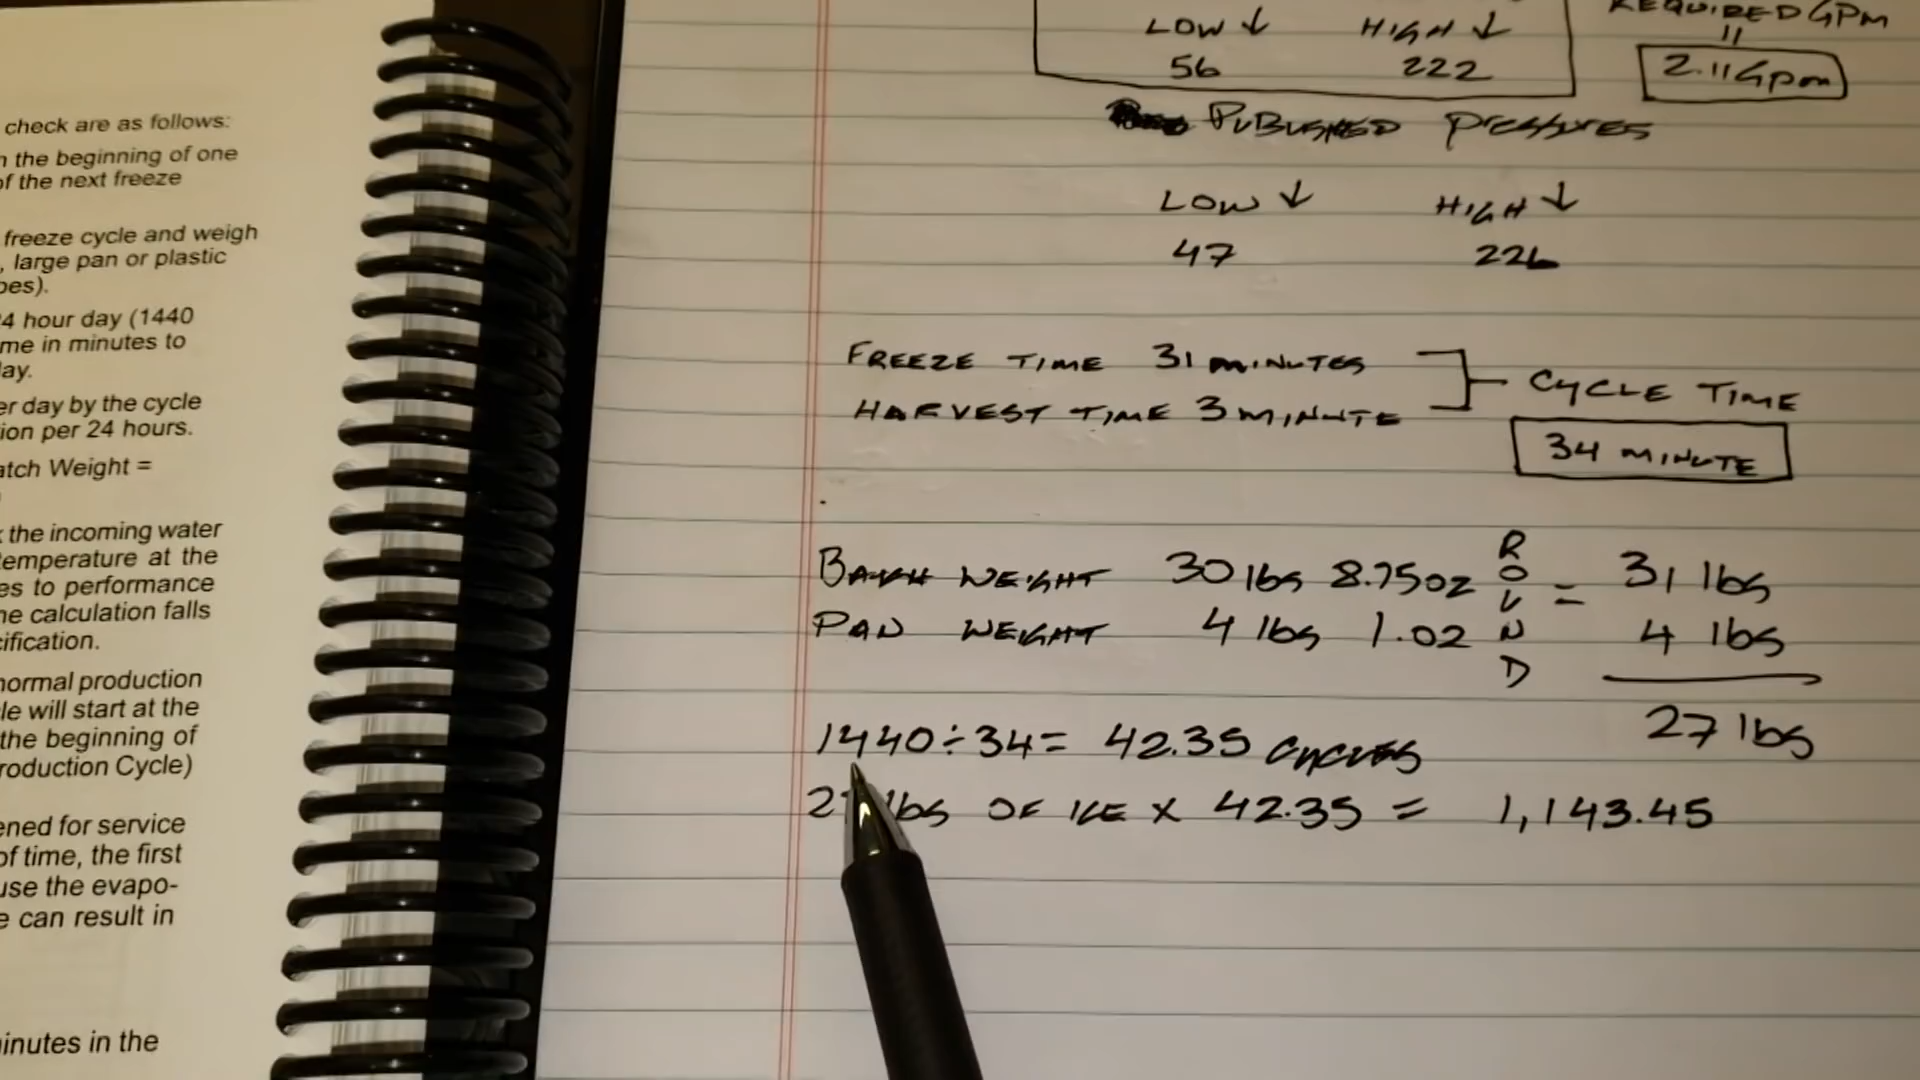 check are as follows:
the beginning of one
of the next freeze
freeze cycle and weigh
, large pan or plastic
pes).
4 hour day (1440
me in minutes to
ay.
er day by the cycle
ion per 24 hours.
atch Weight =
the incoming water
temperature at the
es to performance
he calculation falls
cification.
normal production
le will start at the
the beginning of
roduction Cycle)
ened for service
of time, the first
use the evapo-
e can result in
minutes in the
LOW ↓ HIGH ↓
56 222
REQUIRED GPM
=
2.11 Gpm
PUBLISHED pressures
LOW ↓ HIGH ↓
47 226
FREEZE TIME 31 MINUTES
HARVEST TIME 3 MINUTE
CYCLE TIME
34 MINUTE
BATCH WEIGHT 30 lbs 8.75oz ROUND = 31 lbs
PAN WEIGHT 4 lbs 1.02 4 lbs
27 lbs
1440 ÷ 34 = 42.35 cycles
27 lbs OF ICE X 42.35 = 1,143.45